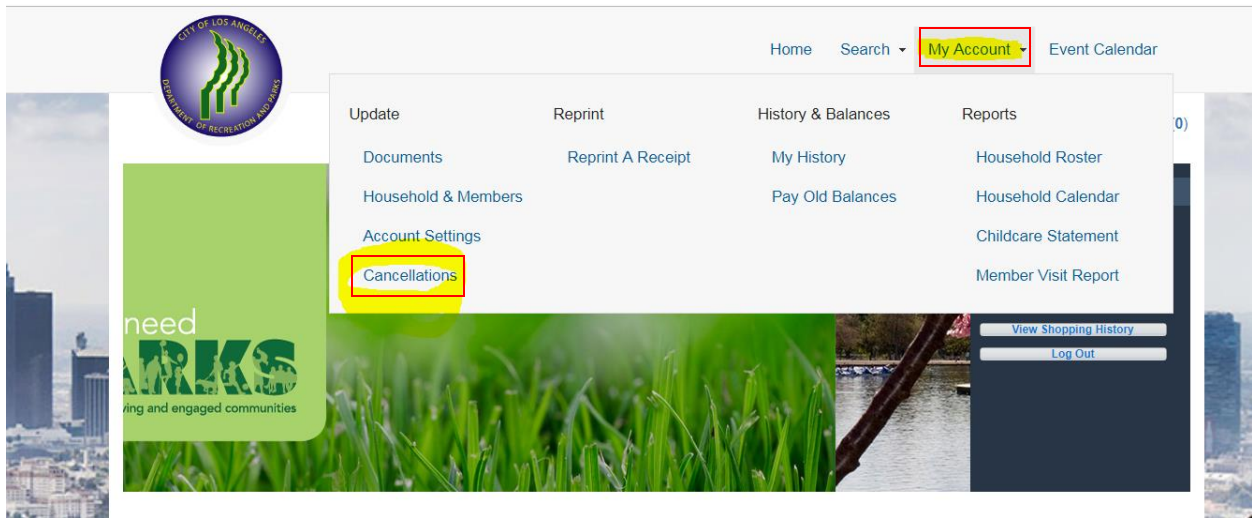 CITY OF LOS ANGELES
DEPARTMENT OF RECREATION AND PARKS
Home Search My Account Event Calendar
Update
Documents
Household & Members
Account Settings
Cancellations
Reprint
Reprint A Receipt
History & Balances
My History
Pay Old Balances
Reports
Household Roster
Household Calendar
Childcare Statement
Member Visit Report
(0)
need
ARKS
ving and engaged communities
View Shopping History
Log Out